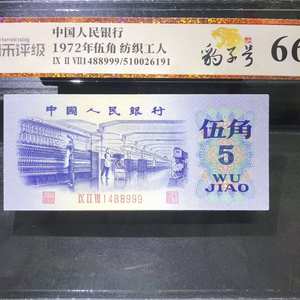 评级
中国人民银行
1972年伍角 纺织工人
IX II VIII1488999/510026191
豹子号
66
中国人民银行
伍角
5
WU
JIAO
IX II VIII 1488999